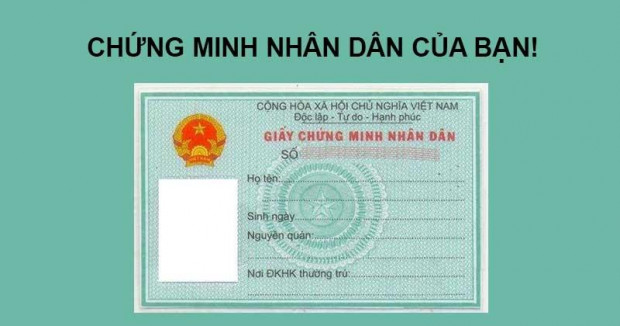 CHỨNG MINH NHÂN DÂN CỦA BẠN!
CỘNG HÒA XÃ HỘI CHỦ NGHĨA VIỆT NAM
Độc lập - Tự do - Hạnh phúc
GIẤY CHỨNG MINH NHÂN DÂN
SỐ
Họ tên:
Sinh ngày
Nguyên quán:
Nơi ĐKHK thường trú: